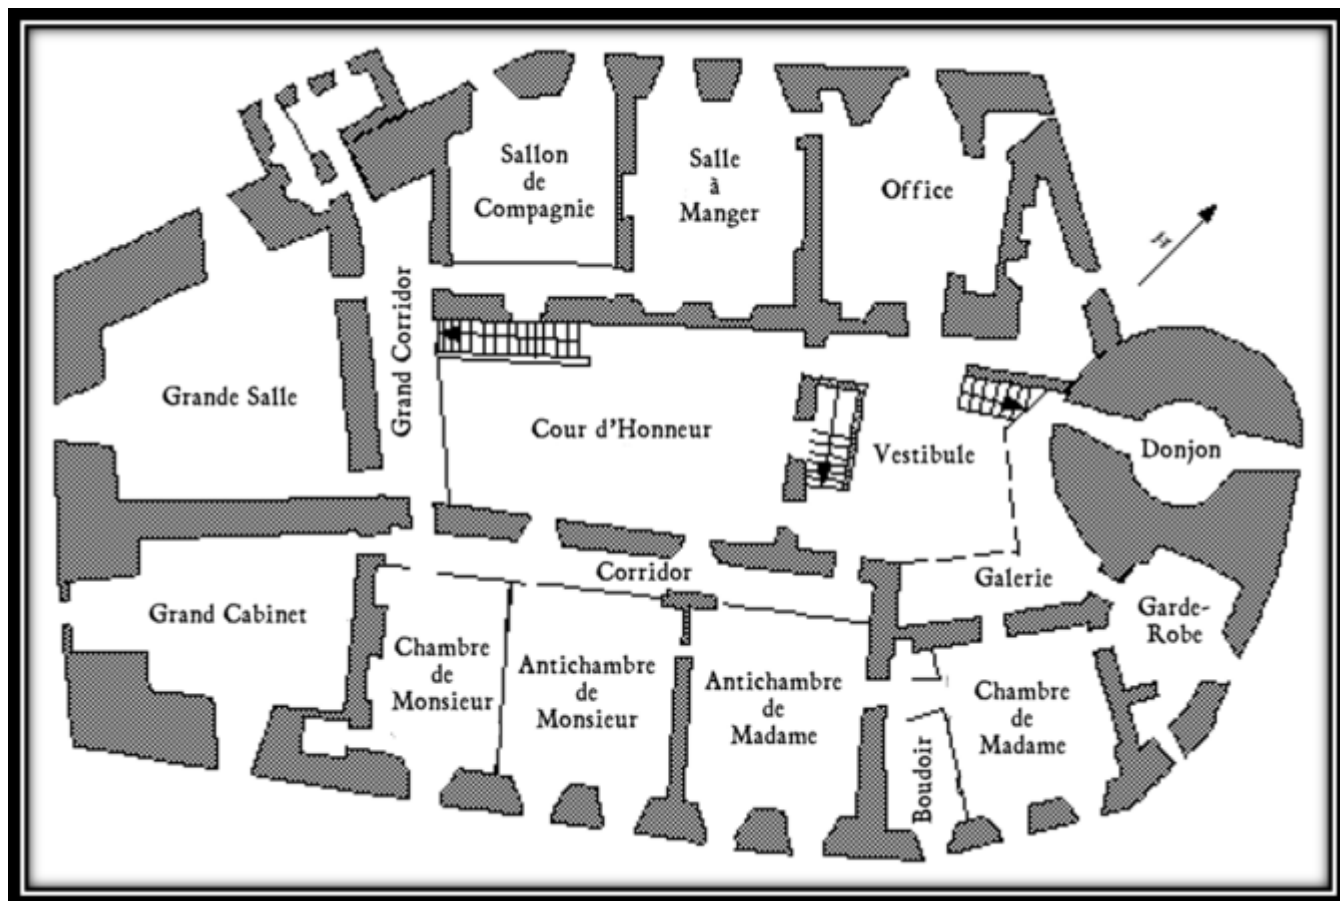 Sallon
de
Compagnie
Salle
à
Manger
Office
N
Grande Salle
Grand Corridor
Cour d'Honneur
Vestibule
Donjon
Corridor
Galerie
Grand Cabinet
Garde-
Robe
Chambre
de
Monsieur
Antichambre
de
Monsieur
Antichambre
de
Madame
Chambre
de
Madame
Boudoir